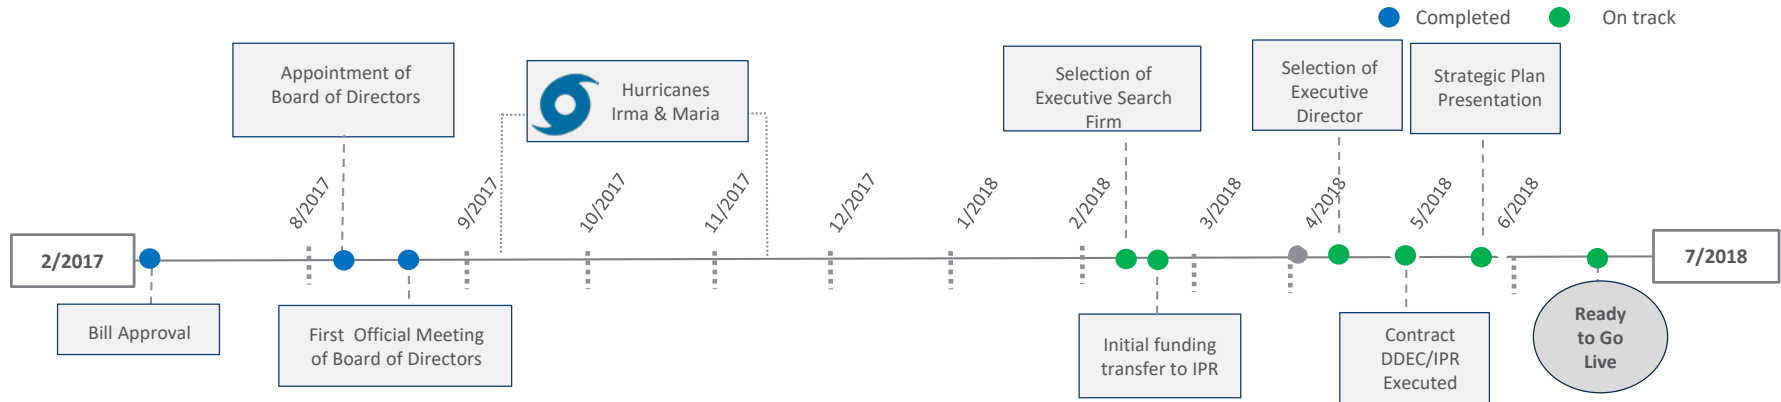 Completed
On track
Appointment of
Board of Directors
Hurricanes
Irma & Maria
Selection of
Executive Search
Firm
Selection of
Executive
Director
Strategic Plan
Presentation
8/2017
9/2017
10/2017
11/2017
12/2017
1/2018
2/2018
3/2018
4/2018
5/2018
6/2018
2/2017
7/2018
Bill Approval
First Official Meeting
of Board of Directors
Initial funding
transfer to IPR
Contract
DDEC/IPR
Executed
Ready
to Go
Live